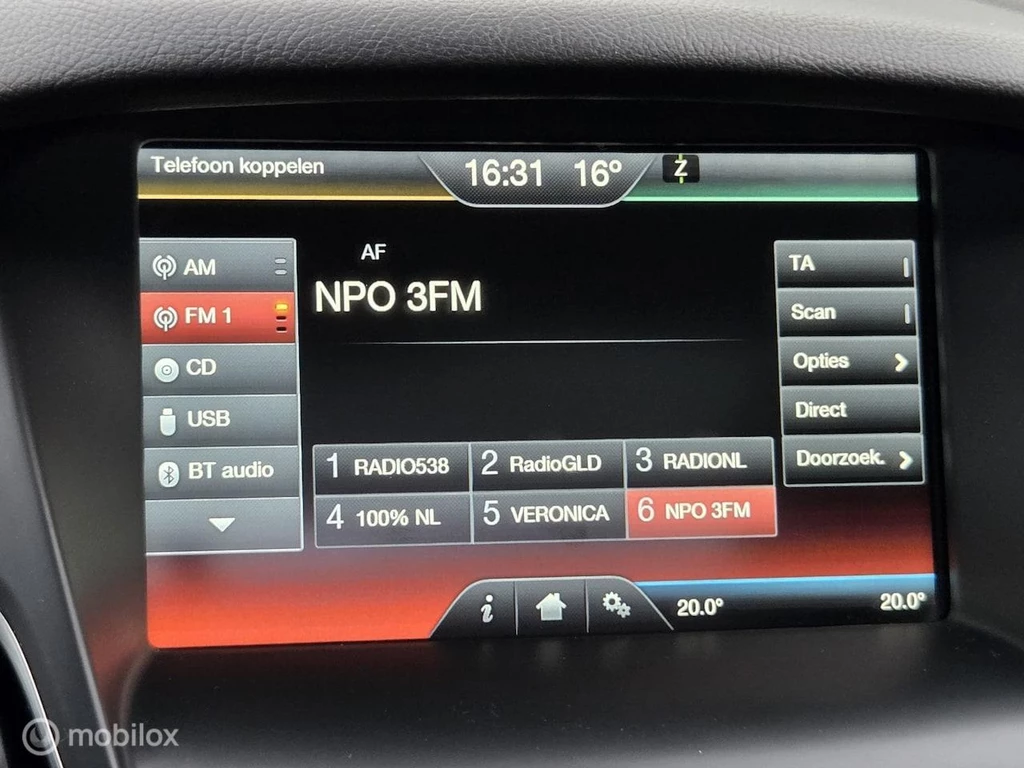 Telefoon koppelen
16:31 16°
Z
AM
FM 1
CD
USB
BT audio
AF
NPO 3FM
TA
Scan
Opties
Direct
Doorzoek.
1 RADIO538 2 RadioGLD 3 RADIONL
4 100% NL 5 VERONICA 6 NPO 3FM
i
20.0° 20.0°
mobilox